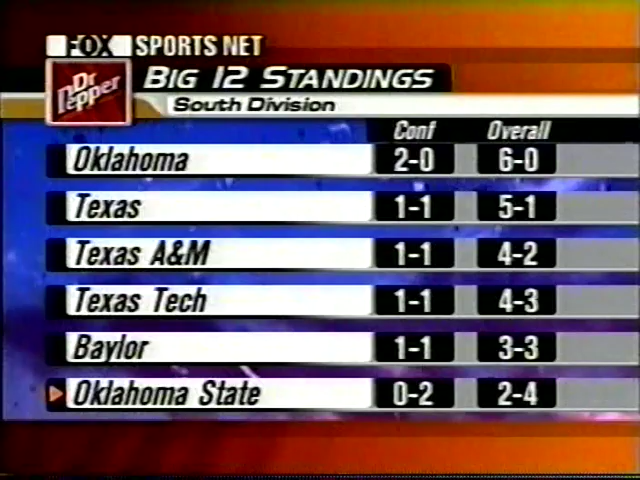 FOX SPORTS NET
Dr Pepper
BIG 12 STANDINGS
South Division
Conf Overall
Oklahoma 2-0 6-0
Texas 1-1 5-1
Texas A&M 1-1 4-2
Texas Tech 1-1 4-3
Baylor 1-1 3-3
Oklahoma State 0-2 2-4